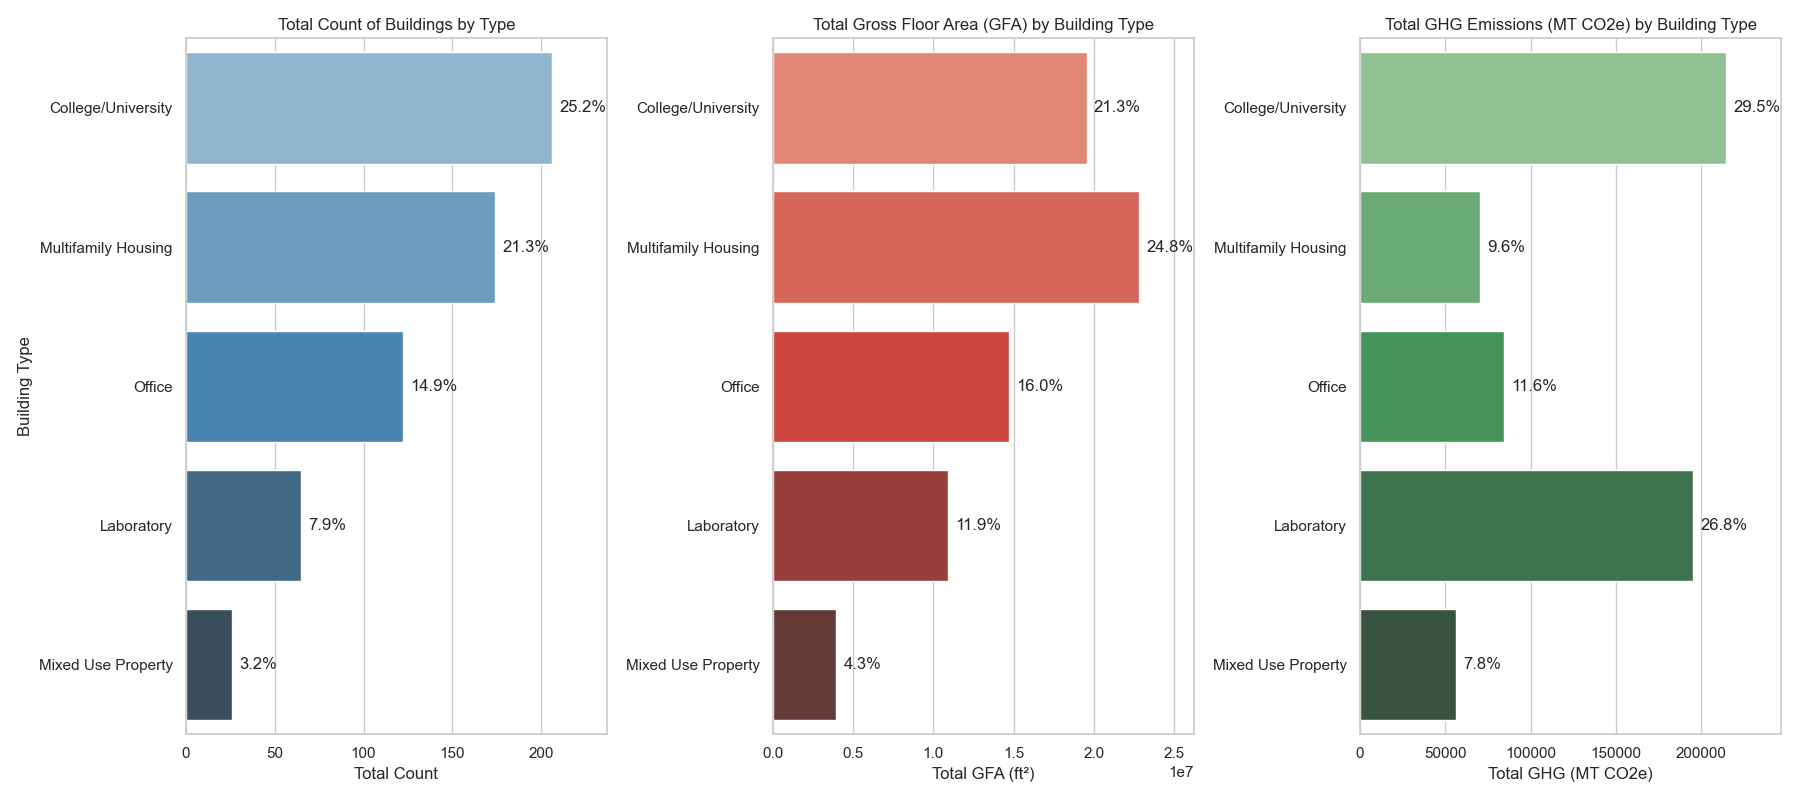 Total Count of Buildings by Type
Building Type
College/University
25.2%
Multifamily Housing
21.3%
Office
14.9%
Laboratory
7.9%
Mixed Use Property
3.2%
0 50 100 150 200
Total Count
Total Gross Floor Area (GFA) by Building Type
College/University
21.3%
Multifamily Housing
24.8%
Office
16.0%
Laboratory
11.9%
Mixed Use Property
4.3%
0.0 0.5 1.0 1.5 2.0 2.5
1e7
Total GFA (ft²)
Total GHG Emissions (MT CO2e) by Building Type
College/University
29.5%
Multifamily Housing
9.6%
Office
11.6%
Laboratory
26.8%
Mixed Use Property
7.8%
0 50000 100000 150000 200000
Total GHG (MT CO2e)